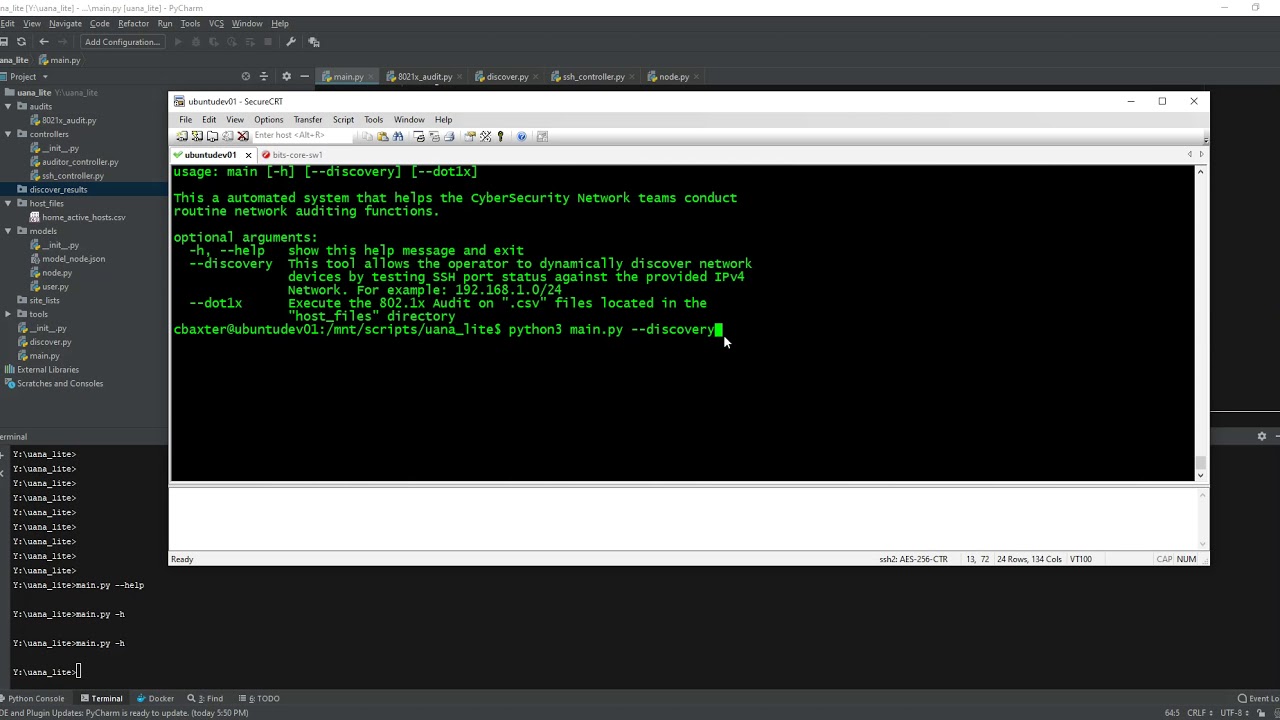 ana_lite [Y:\uana_lite] - ...\main.py [uana_lite] - PyCharm
Edit View Navigate Code Refactor Run Tools VCS Window Help
Add Configuration...
ana_lite main.py
Project
main.py 8021x_audit.py discover.py ssh_controller.py node.py
uana_lite Y:\uana_lite
audits
8021x_audit.py
controllers
__init__.py
auditor_controller.py
ssh_controller.py
discover_results
host_files
home_active_hosts.csv
models
__init__.py
model_node.json
node.py
user.py
site_lists
tools
__init__.py
discover.py
main.py
External Libraries
Scratches and Consoles
ubuntudev01 - SecureCRT
File Edit View Options Transfer Script Tools Window Help
Enter host <Alt+R>
ubuntudev01 bits-core-sw1
usage: main [-h] [--discovery] [--dot1x]
This a automated system that helps the CyberSecurity Network teams conduct
routine network auditing functions.
optional arguments:
-h, --help show this help message and exit
--discovery This tool allows the operator to dynamically discover network
devices by testing SSH port status against the provided IPv4
Network. For example: 192.168.1.0/24
--dot1x Execute the 802.1x Audit on ".csv" files located in the
"host_files" directory
cbaxter@ubuntudev01:/mnt/scripts/uana_lite$ python3 main.py --discovery
Ready ssh2: AES-256-CTR 13, 72 24 Rows, 134 Cols VT100 CAP NUM
erminal
Y:\uana_lite>
Y:\uana_lite>
Y:\uana_lite>
Y:\uana_lite>
Y:\uana_lite>
Y:\uana_lite>
Y:\uana_lite>
Y:\uana_lite>
Y:\uana_lite>
Y:\uana_lite>main.py --help
Y:\uana_lite>main.py -h
Y:\uana_lite>main.py -h
Y:\uana_lite>
Python Console Terminal Docker 3: Find 6: TODO Event Lo
DE and Plugin Updates: PyCharm is ready to update. (today 5:50 PM) 64:5 CRLF UTF-8